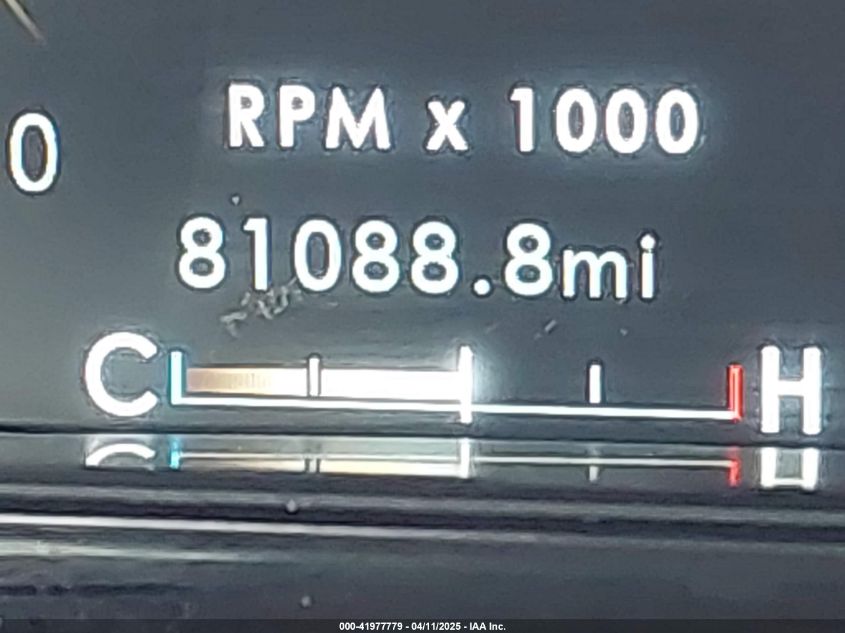 RPM x 1000
0
81088.8mi
C H
000-41977779 - 04/11/2025 - IAA Inc.